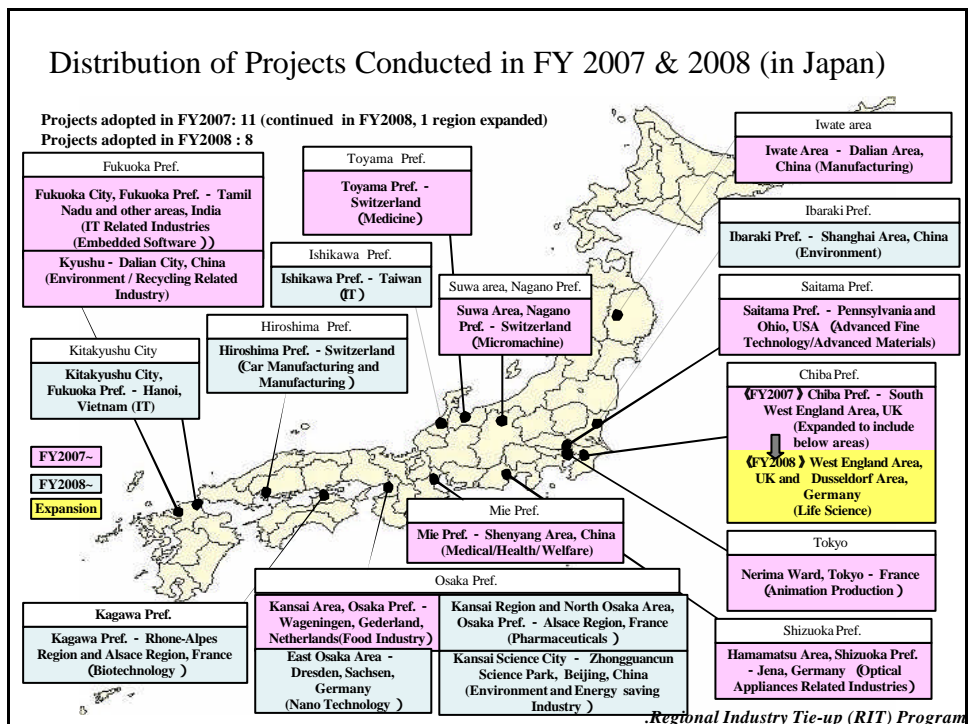 Distribution of Projects Conducted in FY 2007 & 2008 (in Japan)
Projects adopted in FY2007: 11 (continued in FY2008, 1 region expanded)
Projects adopted in FY2008 : 8
Fukuoka Pref.
Fukuoka City, Fukuoka Pref. - Tamil
Nadu and other areas, India
(IT Related Industries
(Embedded Software ))
Kyushu - Dalian City, China
(Environment / Recycling Related
Industry)
Toyama Pref.
Toyama Pref. -
Switzerland
(Medicine)
Iwate area
Iwate Area - Dalian Area,
China (Manufacturing)
Ibaraki Pref.
Ibaraki Pref. - Shanghai Area, China
(Environment)
Ishikawa Pref.
Ishikawa Pref. - Taiwan
(IT)
Suwa area, Nagano Pref.
Suwa Area, Nagano
Pref. - Switzerland
(Micromachine)
Saitama Pref.
Saitama Pref. - Pennsylvania and
Ohio, USA (Advanced Fine
Technology/Advanced Materials)
Hiroshima Pref.
Hiroshima Pref. - Switzerland
(Car Manufacturing and
Manufacturing )
Kitakyushu City
Kitakyushu City,
Fukuoka Pref. - Hanoi,
Vietnam (IT)
Chiba Pref.
《FY2007 》 Chiba Pref. - South
West England Area, UK
(Expanded to include
below areas)
《FY2008 》 West England Area,
UK and Dusseldorf Area,
Germany
(Life Science)
FY2007~
FY2008~
Expansion
Mie Pref.
Mie Pref. - Shenyang Area, China
(Medical/Health/Welfare)
Tokyo
Nerima Ward, Tokyo - France
(Animation Production )
Kagawa Pref.
Kagawa Pref. - Rhone-Alpes
Region and Alsace Region, France
(Biotechnology )
Osaka Pref.
Kansai Area, Osaka Pref. -
Wageningen, Gederland,
Netherlands(Food Industry)
East Osaka Area -
Dresden, Sachsen,
Germany
(Nano Technology )
Kansai Region and North Osaka Area,
Osaka Pref. - Alsace Region, France
(Pharmaceuticals )
Kansai Science City - Zhongguancun
Science Park, Beijing, China
(Environment and Energy saving
Industry )
Shizuoka Pref.
Hamamatsu Area, Shizuoka Pref.
- Jena, Germany (Optical
Appliances Related Industries)
.Regional Industry Tie-up (RIT) Program